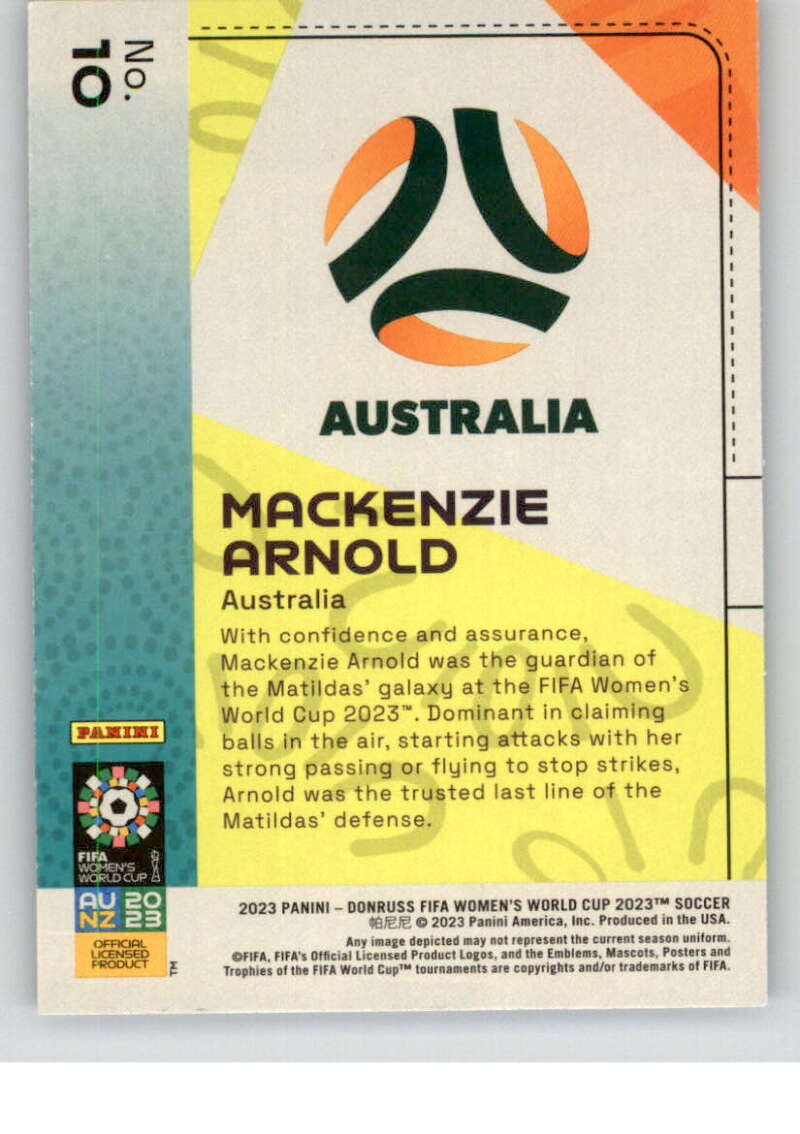 No.
10
AUSTRALIA
MACKENZIE
ARNOLD
Australia
With confidence and assurance,
Mackenzie Arnold was the guardian of
the Matildas' galaxy at the FIFA Women's
World Cup 2023™. Dominant in claiming
balls in the air, starting attacks with her
strong passing or flying to stop strikes,
Arnold was the trusted last line of the
Matildas' defense.
PANINI
FIFA
WOMEN'S
WORLD CUP
AU 20
NZ 23
OFFICIAL
LICENSED
PRODUCT
TM
2023 PANINI – DONRUSS FIFA WOMEN'S WORLD CUP 2023™ SOCCER
帕尼尼 © 2023 Panini America, Inc. Produced in the USA.
Any image depicted may not represent the current season uniform.
©FIFA, FIFA's Official Licensed Product Logos, and the Emblems, Mascots, Posters and
Trophies of the FIFA World Cup™ tournaments are copyrights and/or trademarks of FIFA.